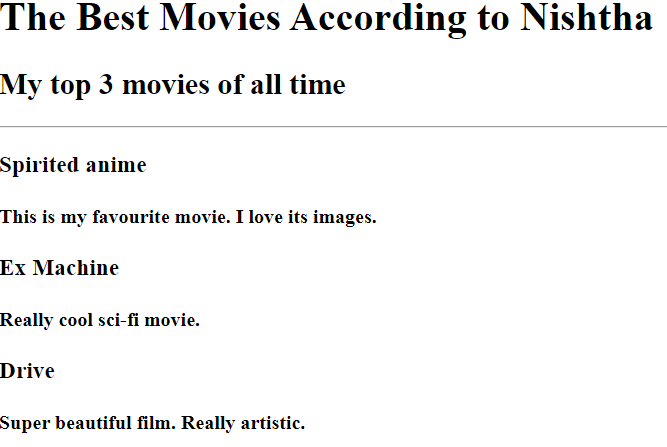 The Best Movies According to Nishtha
My top 3 movies of all time
Spirited anime
This is my favourite movie. I love its images.
Ex Machine
Really cool sci-fi movie.
Drive
Super beautiful film. Really artistic.